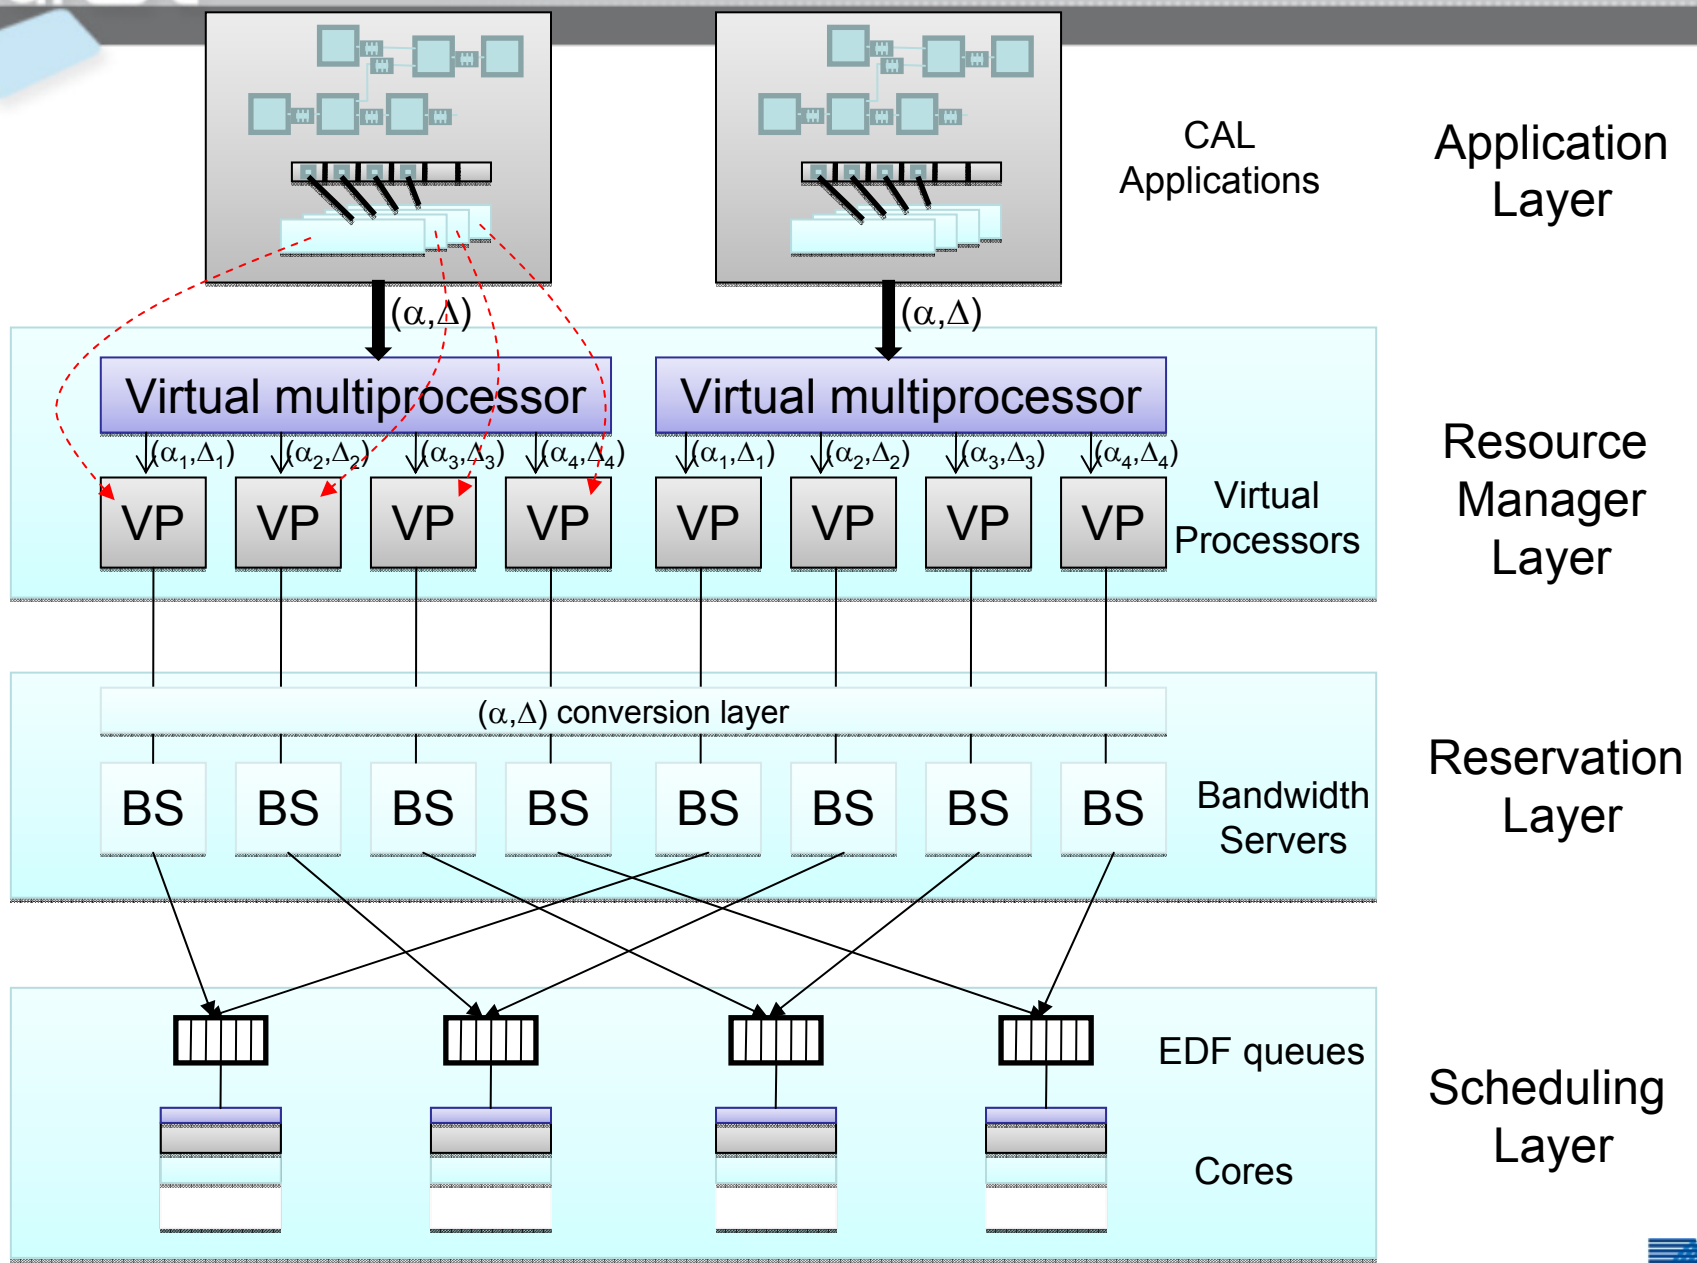 CAL
Applications
Application
Layer
(α,Δ)
(α,Δ)
Virtual multiprocessor
Virtual multiprocessor
(α1,Δ1)
(α2,Δ2)
(α3,Δ3)
(α4,Δ4)
(α1,Δ1)
(α2,Δ2)
(α3,Δ3)
(α4,Δ4)
VP
VP
VP
VP
VP
VP
VP
VP
Virtual
Processors
Resource
Manager
Layer
(α,Δ) conversion layer
BS
BS
BS
BS
BS
BS
BS
BS
Bandwidth
Servers
Reservation
Layer
EDF queues
Cores
Scheduling
Layer